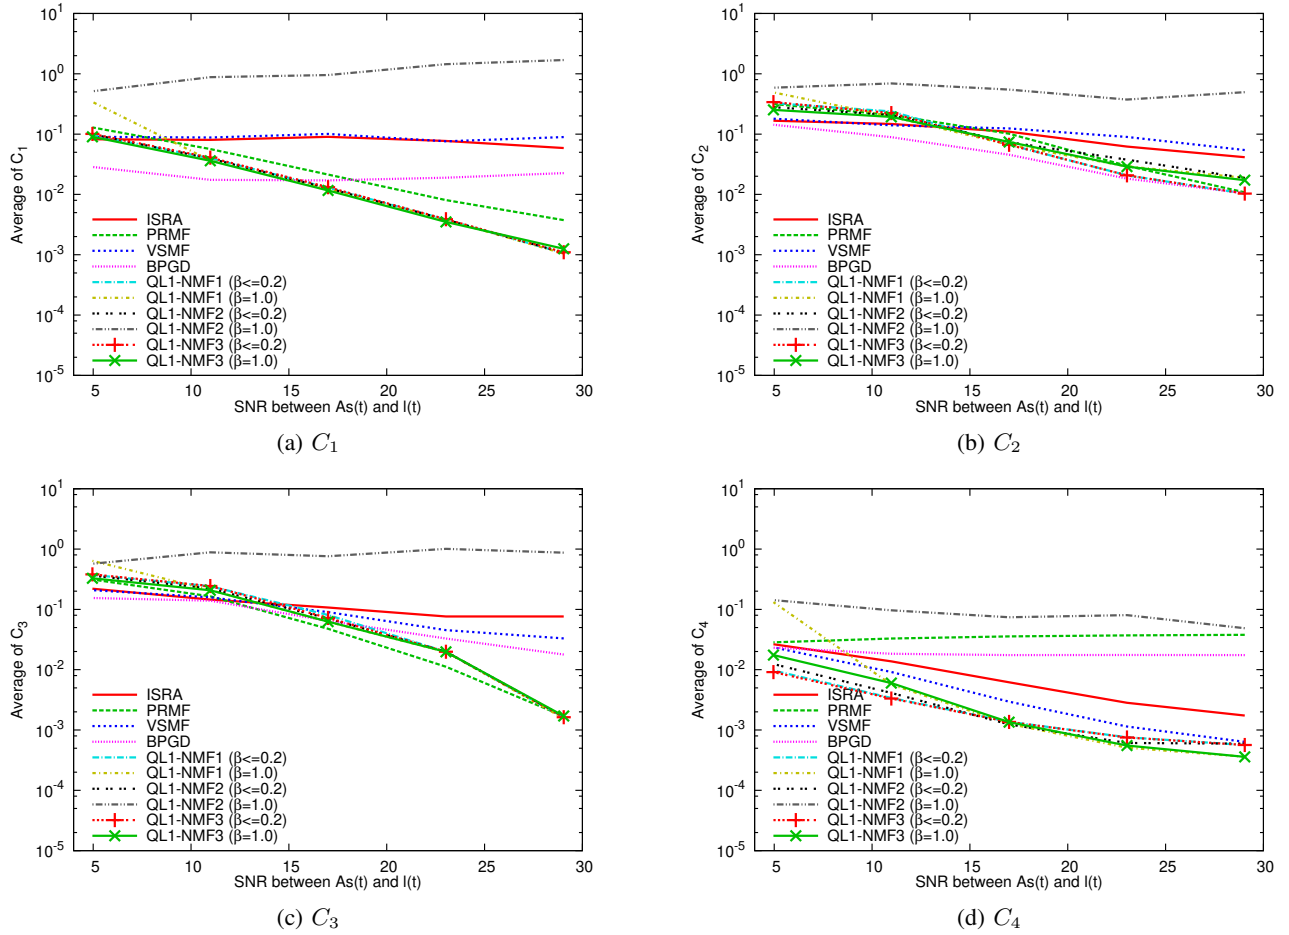 10^1
10^0
10^-1
10^-2
10^-3
10^-4
10^-5
Average of C_1
ISRA
PRMF
VSMF
BPGD
QL1-NMF1 (β<=0.2)
QL1-NMF1 (β=1.0)
QL1-NMF2 (β<=0.2)
QL1-NMF2 (β=1.0)
QL1-NMF3 (β<=0.2)
QL1-NMF3 (β=1.0)
5 10 15 20 25 30
SNR between As(t) and I(t)
(a) C_1
10^1
10^0
10^-1
10^-2
10^-3
10^-4
10^-5
Average of C_2
ISRA
PRMF
VSMF
BPGD
QL1-NMF1 (β<=0.2)
QL1-NMF1 (β=1.0)
QL1-NMF2 (β<=0.2)
QL1-NMF2 (β=1.0)
QL1-NMF3 (β<=0.2)
QL1-NMF3 (β=1.0)
5 10 15 20 25 30
SNR between As(t) and I(t)
(b) C_2
10^1
10^0
10^-1
10^-2
10^-3
10^-4
10^-5
Average of C_3
ISRA
PRMF
VSMF
BPGD
QL1-NMF1 (β<=0.2)
QL1-NMF1 (β=1.0)
QL1-NMF2 (β<=0.2)
QL1-NMF2 (β=1.0)
QL1-NMF3 (β<=0.2)
QL1-NMF3 (β=1.0)
5 10 15 20 25 30
SNR between As(t) and I(t)
(c) C_3
10^1
10^0
10^-1
10^-2
10^-3
10^-4
10^-5
Average of C_4
ISRA
PRMF
VSMF
BPGD
QL1-NMF1 (β<=0.2)
QL1-NMF1 (β=1.0)
QL1-NMF2 (β<=0.2)
QL1-NMF2 (β=1.0)
QL1-NMF3 (β<=0.2)
QL1-NMF3 (β=1.0)
5 10 15 20 25 30
SNR between As(t) and I(t)
(d) C_4